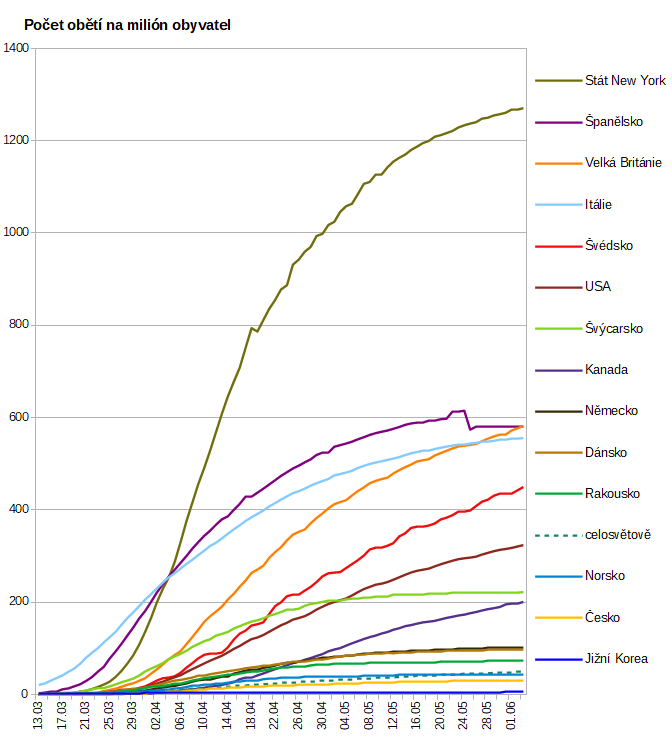 Počet obětí na milión obyvatel
1400
1200
1000
800
600
400
200
0
13.03
17.03
21.03
25.03
29.03
02.04
06.04
10.04
14.04
18.04
22.04
26.04
30.04
04.05
08.05
12.05
16.05
20.05
24.05
28.05
01.06
Stát New York
Španělsko
Velká Británie
Itálie
Švédsko
USA
Švýcarsko
Kanada
Německo
Dánsko
Rakousko
celosvětově
Norsko
Česko
Jižní Korea